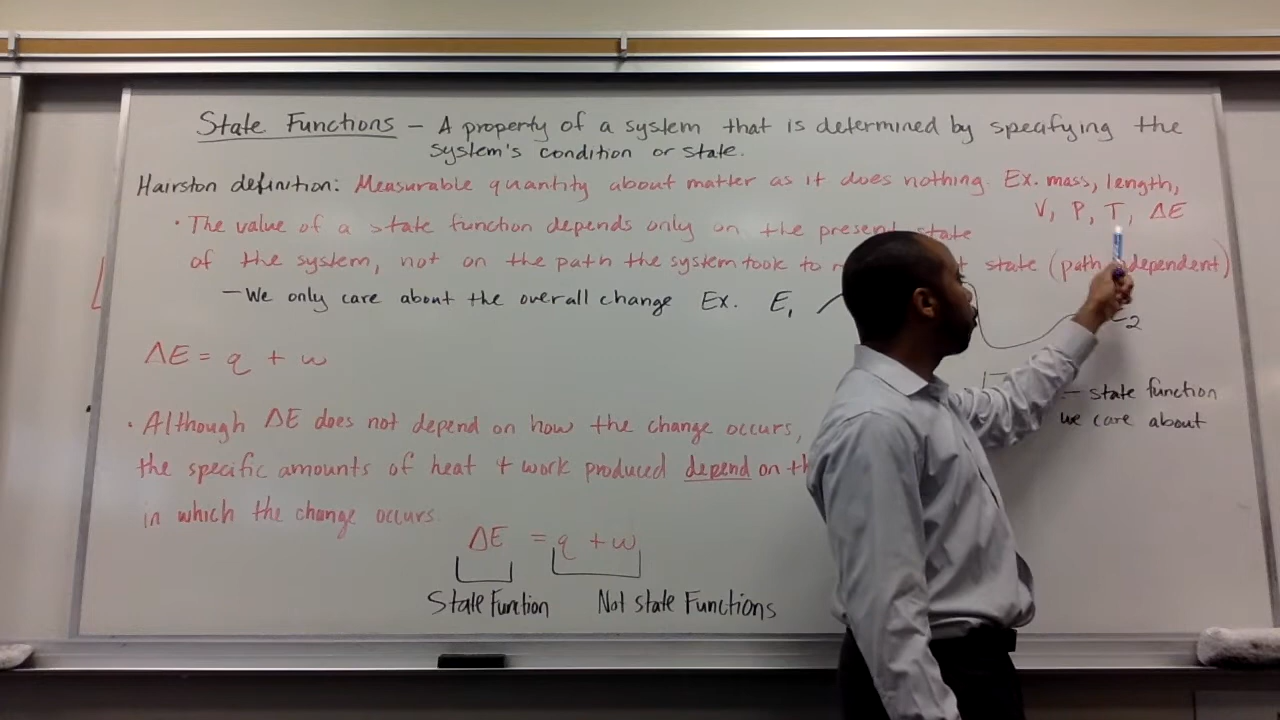 State Functions - A property of a system that is determined by specifying the
system's condition or state.
Hairston definition: Measurable quantity about matter as it does nothing. Ex. mass, length,
V, P, T, ΔE
• The value of a state function depends only on the present state
of the system, not on the path the system took to state (path independent)
- We only care about the overall change Ex. E1
2
ΔE = q + w
- state function
we care about
• Although ΔE does not depend on how the change occurs,
the specific amounts of heat + work produced depend on
in which the change occurs.
ΔE = q + w
State Function Not state Functions